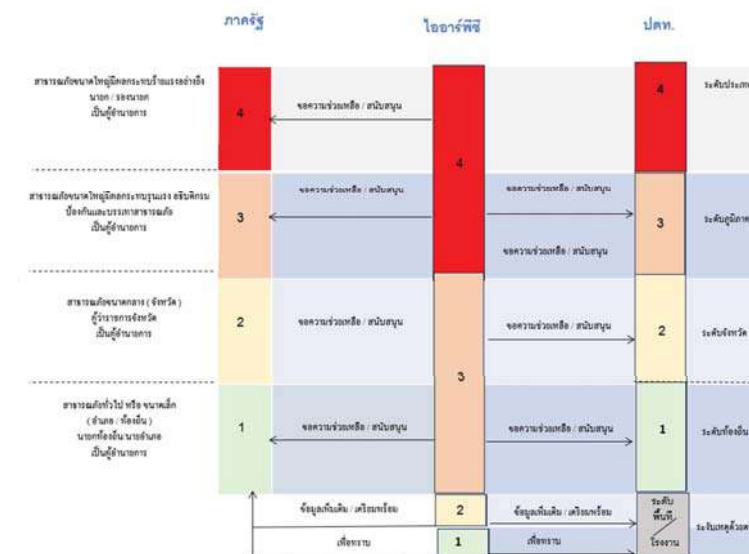 ภาครัฐ
ไออาร์พีซี
ปตท.
สาธารณภัยขนาดใหญ่มีผลกระทบร้ายแรงอย่างยิ่ง
นายก / รองนายก
เป็นผู้อำนวยการ
4
ขอความช่วยเหลือ / สนับสนุน
4
4
ระดับประเทศ
สาธารณภัยขนาดใหญ่มีผลกระทบรุนแรง อธิบดีกรม
ป้องกันและบรรเทาสาธารณภัย
เป็นผู้อำนวยการ
3
ขอความช่วยเหลือ / สนับสนุน
ขอความช่วยเหลือ / สนับสนุน
ขอความช่วยเหลือ / สนับสนุน
3
ระดับภูมิภาค
สาธารณภัยขนาดกลาง ( จังหวัด )
ผู้ว่าราชการจังหวัด
เป็นผู้อำนวยการ
2
ขอความช่วยเหลือ / สนับสนุน
3
ขอความช่วยเหลือ / สนับสนุน
2
ระดับจังหวัด
สาธารณภัยทั่วไป หรือ ขนาดเล็ก
( อำเภอ / ท้องถิ่น )
นายกท้องถิ่น นายอำเภอ
เป็นผู้อำนวยการ
1
ขอความช่วยเหลือ / สนับสนุน
ขอความช่วยเหลือ / สนับสนุน
1
ระดับท้องถิ่น
ข้อมูลเพิ่มเติม / เตรียมพร้อม
2
ข้อมูลเพิ่มเติม / เตรียมพร้อม
ระดับ
พื้นที่
/
โรงงาน
เพื่อทราบ
1
เพื่อทราบ